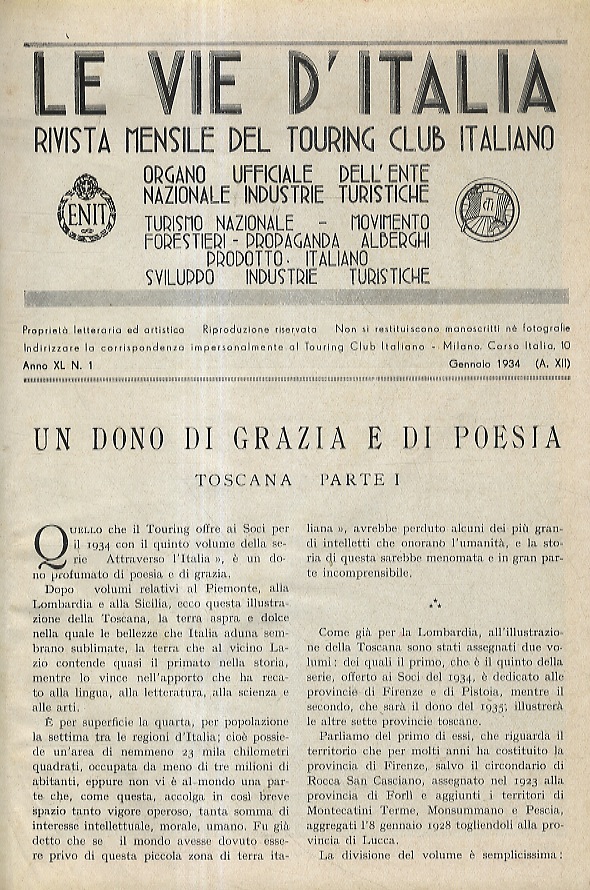 LE VIE D'ITALIA
RIVISTA MENSILE DEL TOURING CLUB ITALIANO
ORGANO UFFICIALE DELL'ENTE
NAZIONALE INDUSTRIE TURISTICHE
ENIT
TURISMO NAZIONALE - MOVIMENTO
FORESTIERI - PROPAGANDA ALBERGHI
PRODOTTO · ITALIANO
SVILUPPO INDUSTRIE TURISTICHE
Proprietà letteraria ed artistica Riproduzione riservata Non si restituiscono manoscritti nè fotografie
Indirizzare la corrispondenza impersonalmente al Touring Club Italiano - Milano, Corso Italia, 10
Anno XL N. 1 Gennaio 1934 (A. XII)
UN DONO DI GRAZIA E DI POESIA
TOSCANA PARTE I
QUELLO che il Touring offre ai Soci per
il 1934 con il quinto volume della se-
rie Attraverso l'Italia », è un do-
no profumato di poesia e di grazia.
Dopo volumi relativi al Piemonte, alla
Lombardia e alla Sicilia, ecco questa illustra-
zione della Toscana, la terra aspra e dolce
nella quale le bellezze che Italia aduna sem-
brano sublimate, la terra che al vicino La-
zio contende quasi il primato nella storia,
mentre lo vince nell'apporto che ha reca-
to alla lingua, alla letteratura, alla scienza e
alle arti.
È per superficie la quarta, per popolazione
la settima tra le regioni d'Italia; cioè possie-
de un'area di nemmeno 23 mila chilometri
quadrati, occupata da meno di tre milioni di
abitanti, eppure non vi è al mondo una par-
te che, come questa, accolga in così breve
spazio tanto vigore operoso, tanta somma di
interesse intellettuale, morale, umano. Fu già
detto che se il mondo avesse dovuto esse-
re privo di questa piccola zona di terra ita-
liana », avrebbe perduto alcuni dei più gran-
di intelletti che onorano l'umanità, e la sto-
ria di questa sarebbe menomata e in gran par-
te incomprensibile.
Come già per la Lombardia, all'illustrazio-
ne della Toscana sono stati assegnati due vo-
lumi: dei quali il primo, che è il quinto della
serie, offerto ai Soci del 1934, è dedicato alle
provincie di Firenze e di Pistoia, mentre il
secondo, che sarà il dono del 1935, illustrerà
le altre sette provincie toscane.
Parliamo del primo di essi, che riguarda il
territorio che per molti anni ha costituito la
provincia di Firenze, salvo il circondario di
Rocca San Casciano, assegnato nel 1923 alla
provincia di Forlì e aggiunti i territori di
Montecatini Terme, Monsummano e Pescia,
aggregati l'8 gennaio 1928 togliendoli alla pro-
vincia di Lucca.
La divisione del volume è semplicissima: